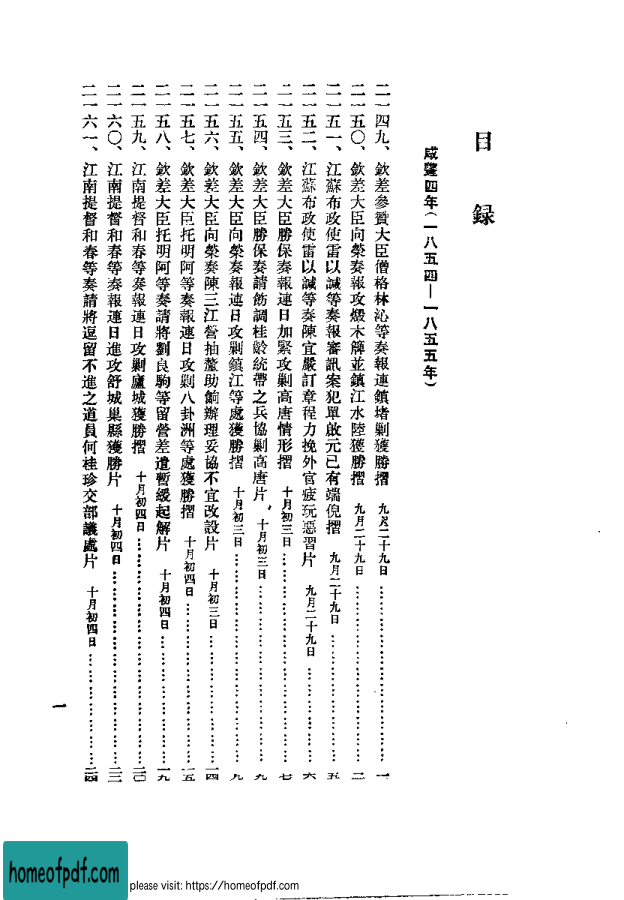 目 録
咸豐四年(一八五四—一八五五年)
二一四九、欽差參贊大臣僧格林沁等奏報連鎮堵剿獲勝摺 九月二十九日……一
二一五〇、欽差大臣向榮奏報攻燬木簰並鎮江水陸獲勝摺 九月二十九日……二
二一五一、江蘇布政使雷以諴等奏報審訊案犯單啟元已有端倪摺 九月二十九日……五
二一五二、江蘇布政使雷以諴等奏陳宜嚴訂章程力挽外官疲玩惡習片 九月二十九日……六
二一五三、欽差大臣勝保奏報連日加緊攻剿高唐情形摺 十月初三日……七
二一五四、欽差大臣勝保奏請飭調桂齡統帶之兵協剿高唐片 十月初三日……九
二一五五、欽差大臣向榮奏報連日攻剿鎮江等處獲勝摺 十月初三日……九
二一五六、欽差大臣向榮奏陳三江營抽釐助餉辦理妥協不宜改設片 十月初三日……一四
二一五七、欽差大臣托明阿等奏報連日攻剿八卦洲等處獲勝摺 十月初四日……一五
二一五八、欽差大臣托明阿等奏請將劉良駒等留營差遣暫緩起解片 十月初四日……一九
二一五九、江南提督和春等奏報連日攻剿廬城獲勝摺 十月初四日……二〇
二一六〇、江南提督和春等奏報連日進攻舒城巢縣獲勝片 十月初四日……二三
二一六一、江南提督和春等奏請將逗留不進之道員何桂珍交部議處片 十月初四日……二四
一
homeofpdf.com
please visit: https://homeofpdf.com